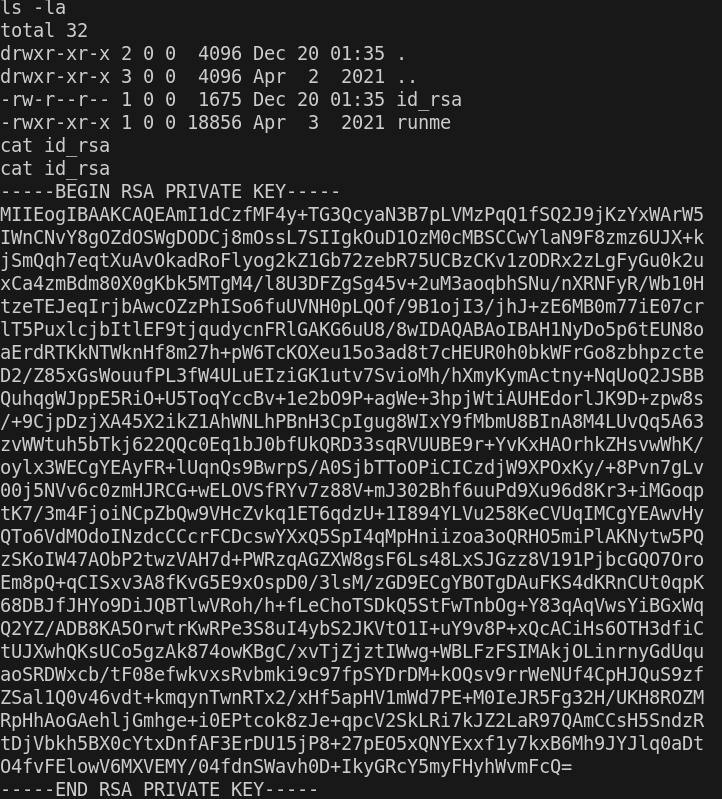 ls -la
total 32
drwxr-xr-x 2 0 0  4096 Dec 20 01:35 .
drwxr-xr-x 3 0 0  4096 Apr  2  2021 ..
-rw-r--r-- 1 0 0  1675 Dec 20 01:35 id_rsa
-rwxr-xr-x 1 0 0 18856 Apr  3  2021 runme
cat id_rsa
cat id_rsa
-----BEGIN RSA PRIVATE KEY-----
MIIEogIBAAKCAQEAmI1dCzfMF4y+TG3QcyaN3B7pLVMzPqQ1fSQ2J9jKzYxWArW5
IWnCNvY8gOZdOSWgDODCj8mOssL7SIIgkOuD1OzM0cMBSCCwYlaN9F8zmz6UJX+k
jSmQqh7eqtXuAvOkadRoFlyog2kZ1Gb72zebR75UCBzCKv1zODRx2zLgFyGu0k2u
xCa4zmBdm80X0gKbk5MTgM4/l8U3DFZgSg45v+2uM3aoqbhSNu/nXRNFyR/Wb10H
tzeTEJeqIrjbAwcOZzPhISo6fuUVNH0pLQOf/9B1ojI3/jhJ+zE6MB0m77iE07cr
lT5PuxlcjbItlEF9tjqudycnFRlGAKG6uU8/8wIDAQABAoIBAH1NyDo5p6tEUN8o
aErdRTKkNTWknHf8m27h+pW6TcKOXeu15o3ad8t7cHEUR0h0bkWFrGo8zbhpzcte
D2/Z85xGsWouufPL3fW4ULuEIziGK1utv7SvioMh/hXmyKymActny+NqUoQ2JSBB
QuhqgWJppE5RiO+U5ToqYccBv+1e2bO9P+agWe+3hpjWtiAUHEdorlJK9D+zpw8s
/+9CjpDzjXA45X2ikZ1AhWNLhPBnH3CpIgug8WIxY9fMbmU8BInA8M4LUvQq5A63
zvWWtuh5bTkj622QQc0Eq1bJ0bfUkQRD33sqRVUUBE9r+YvKxHAOrhkZHsvwWhK/
oylx3WECgYEAyFR+lUqnQs9BwrpS/A0SjbTToOPiCICzdjW9XPOxKy/+8Pvn7gLv
00j5NVv6c0zmHJRCG+wELOVSfRYv7z88V+mJ302Bhf6uuPd9Xu96d8Kr3+iMGoqp
tK7/3m4FjoiNCpZbQw9VHcZvkq1ET6qdzU+1I894YLVu258KeCVUqIMCgYEAwvHy
QTo6VdMOdoINzdcCCcrFCDcswYXxQ5SpI4qMpHniizoa3oQRHO5miPlAKNytw5PQ
zSKoIW47AObP2twzVAH7d+PWRzqAGZXW8gsF6Ls48LxSJGzz8V191PjbcGQO7Oro
Em8pQ+qCISxv3A8fKvG5E9xOspD0/3lsM/zGD9ECgYBOTgDAuFKS4dKRnCUt0qpK
68DBJfJHYo9DiJQBTlwVRoh/h+fLeChoTSDkQ5StFwTnbOg+Y83qAqVwsYiBGxWq
Q2YZ/ADB8KA5OrwtrKwRPe3S8uI4ybS2JKVtO1I+uY9v8P+xQcACiHs6OTH3dfiC
tUJXwhQKsUCo5gzAk874owKBgC/xvTjZjztIWwg+WBLFzFSIMAkjOLinrnyGdUqu
aoSRDWxcb/tF08efwkvxsRvbmki9c97fpSYDrDM+kOQsv9rrWeNUf4CpHJQuS9zf
ZSal1Q0v46vdt+kmqynTwnRTx2/xHf5apHV1mWd7PE+M0IeJR5Fg32H/UKH8ROZM
RpHhAoGAehljGmhge+i0EPtcok8zJe+qpcV2SkLRi7kJZ2LaR97QAmCCsH5SndzR
tDjVbkh5BX0cYtxDnfAF3ErDU15jP8+27pEO5xQNYExxf1y7kxB6Mh9JYJlq0aDt
O4fvFElowV6MXVEMY/04fdnSWavh0D+IkyGRcY5myFHyhWvmFcQ=
-----END RSA PRIVATE KEY-----